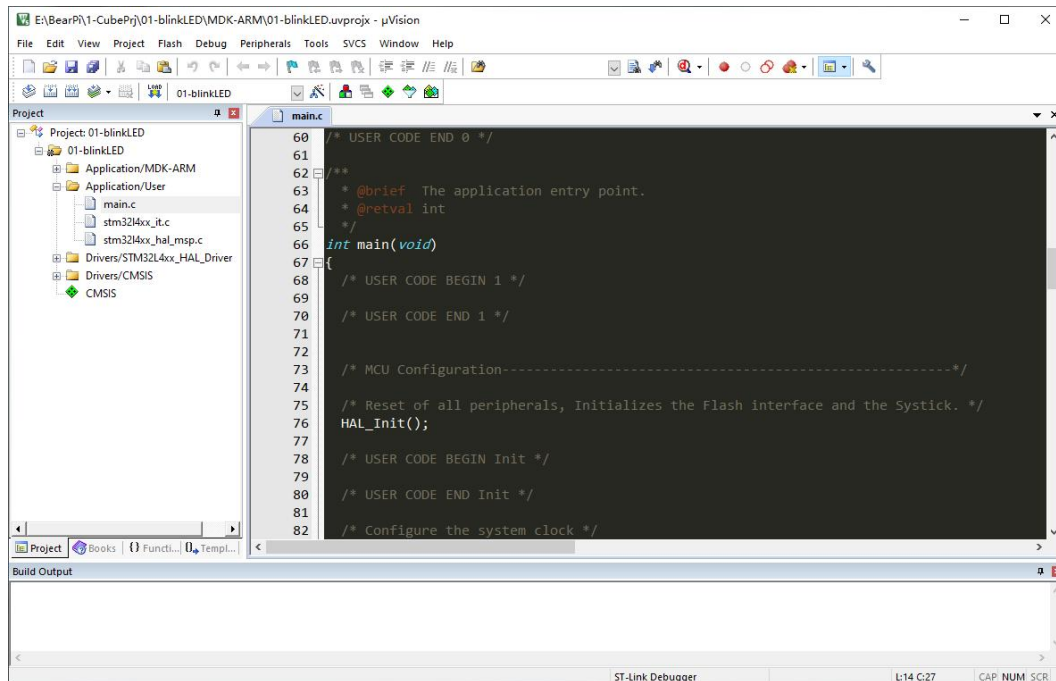 E:\BearPi\1-CubePrj\01-blinkLED\MDK-ARM\01-blinkLED.uvprojx - µVision
File Edit View Project Flash Debug Peripherals Tools SVCS Window Help
LOAD 01-blinkLED
Project
Project: 01-blinkLED
01-blinkLED
Application/MDK-ARM
Application/User
main.c
stm32l4xx_it.c
stm32l4xx_hal_msp.c
Drivers/STM32L4xx_HAL_Driver
Drivers/CMSIS
CMSIS
Project Books {} Functi... Templ...
main.c
60 /* USER CODE END 0 */
61
62 /**
63 * @brief  The application entry point.
64 * @retval int
65 */
66 int main(void)
67 {
68 /* USER CODE BEGIN 1 */
69
70 /* USER CODE END 1 */
71
72
73 /* MCU Configuration--------------------------------------------------------*/
74
75 /* Reset of all peripherals, Initializes the Flash interface and the Systick. */
76 HAL_Init();
77
78 /* USER CODE BEGIN Init */
79
80 /* USER CODE END Init */
81
82 /* Configure the system clock */
Build Output
ST-Link Debugger L:14 C:27 CAP NUM SCR